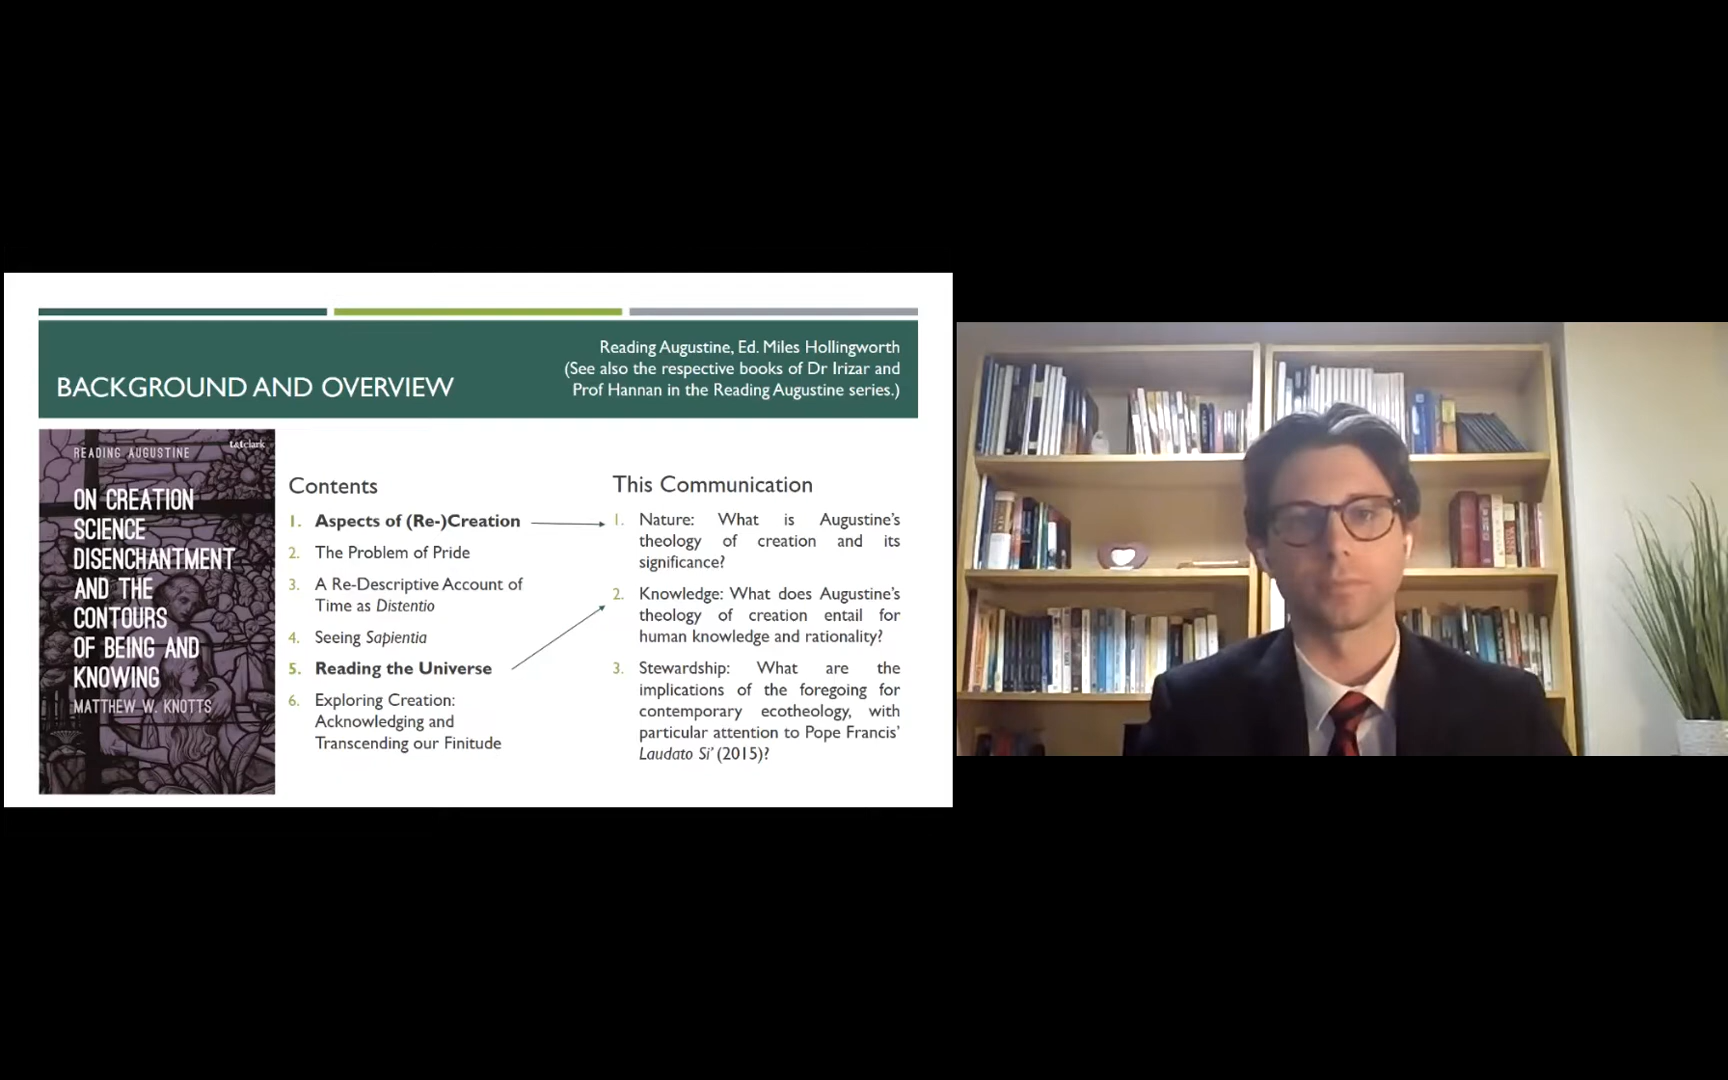 BACKGROUND AND OVERVIEW
Reading Augustine, Ed. Miles Hollingworth
(See also the respective books of Dr Irizar and
Prof Hannan in the Reading Augustine series.)
t&tclark
READING AUGUSTINE
ON CREATION
SCIENCE
DISENCHANTMENT
AND THE
CONTOURS
OF BEING AND
KNOWING
MATTHEW W. KNOTTS
Contents
1. Aspects of (Re-)Creation
2. The Problem of Pride
3. A Re-Descriptive Account of
Time as Distentio
4. Seeing Sapientia
5. Reading the Universe
6. Exploring Creation:
Acknowledging and
Transcending our Finitude
This Communication
1. Nature: What is Augustine's
theology of creation and its
significance?
2. Knowledge: What does Augustine's
theology of creation entail for
human knowledge and rationality?
3. Stewardship: What are the
implications of the foregoing for
contemporary ecotheology, with
particular attention to Pope Francis'
Laudato Si' (2015)?